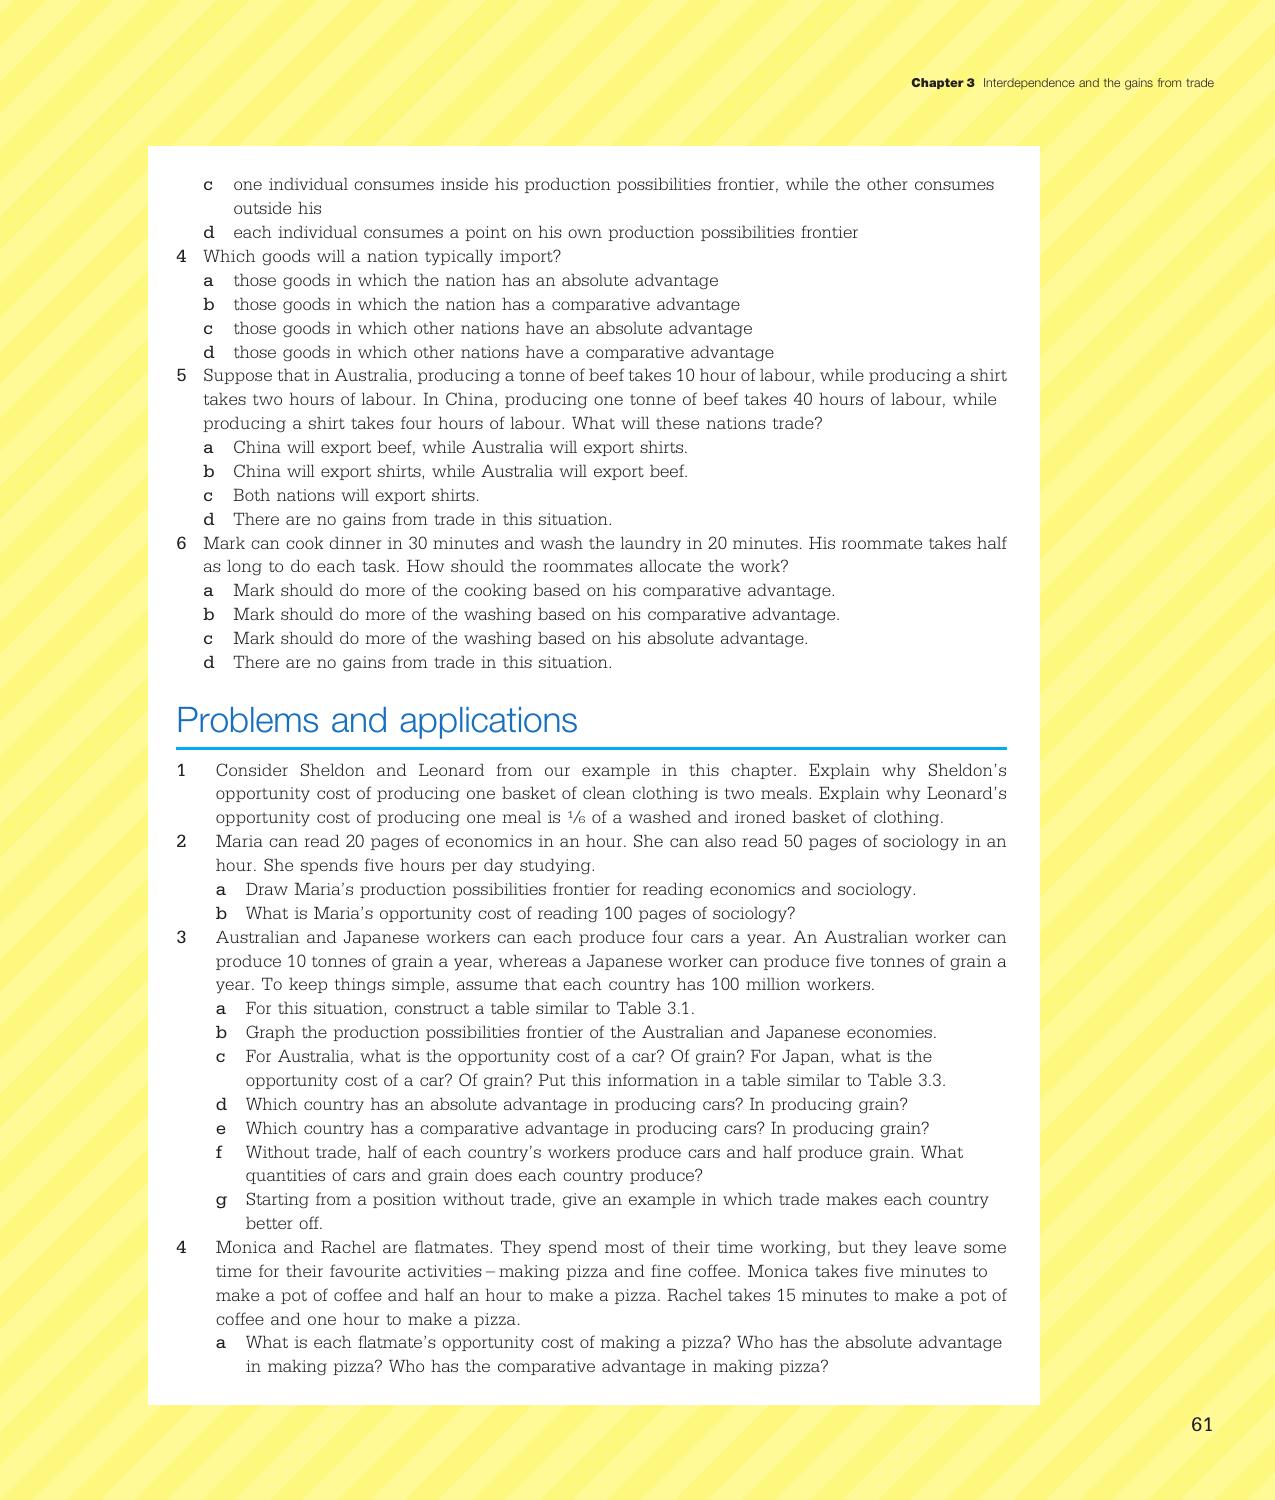 Chapter 3 Interdependence and the gains from trade
c one individual consumes inside his production possibilities frontier, while the other consumes
outside his
d each individual consumes a point on his own production possibilities frontier
4 Which goods will a nation typically import?
a those goods in which the nation has an absolute advantage
b those goods in which the nation has a comparative advantage
c those goods in which other nations have an absolute advantage
d those goods in which other nations have a comparative advantage
5 Suppose that in Australia, producing a tonne of beef takes 10 hour of labour, while producing a shirt
takes two hours of labour. In China, producing one tonne of beef takes 40 hours of labour, while
producing a shirt takes four hours of labour. What will these nations trade?
a China will export beef, while Australia will export shirts.
b China will export shirts, while Australia will export beef.
c Both nations will export shirts.
d There are no gains from trade in this situation.
6 Mark can cook dinner in 30 minutes and wash the laundry in 20 minutes. His roommate takes half
as long to do each task. How should the roommates allocate the work?
a Mark should do more of the cooking based on his comparative advantage.
b Mark should do more of the washing based on his comparative advantage.
c Mark should do more of the washing based on his absolute advantage.
d There are no gains from trade in this situation.
Problems and applications
1 Consider Sheldon and Leonard from our example in this chapter. Explain why Sheldon's
opportunity cost of producing one basket of clean clothing is two meals. Explain why Leonard's
opportunity cost of producing one meal is ⅙ of a washed and ironed basket of clothing.
2 Maria can read 20 pages of economics in an hour. She can also read 50 pages of sociology in an
hour. She spends five hours per day studying.
a Draw Maria's production possibilities frontier for reading economics and sociology.
b What is Maria's opportunity cost of reading 100 pages of sociology?
3 Australian and Japanese workers can each produce four cars a year. An Australian worker can
produce 10 tonnes of grain a year, whereas a Japanese worker can produce five tonnes of grain a
year. To keep things simple, assume that each country has 100 million workers.
a For this situation, construct a table similar to Table 3.1.
b Graph the production possibilities frontier of the Australian and Japanese economies.
c For Australia, what is the opportunity cost of a car? Of grain? For Japan, what is the
opportunity cost of a car? Of grain? Put this information in a table similar to Table 3.3.
d Which country has an absolute advantage in producing cars? In producing grain?
e Which country has a comparative advantage in producing cars? In producing grain?
f Without trade, half of each country's workers produce cars and half produce grain. What
quantities of cars and grain does each country produce?
g Starting from a position without trade, give an example in which trade makes each country
better off.
4 Monica and Rachel are flatmates. They spend most of their time working, but they leave some
time for their favourite activities – making pizza and fine coffee. Monica takes five minutes to
make a pot of coffee and half an hour to make a pizza. Rachel takes 15 minutes to make a pot of
coffee and one hour to make a pizza.
a What is each flatmate's opportunity cost of making a pizza? Who has the absolute advantage
in making pizza? Who has the comparative advantage in making pizza?
61